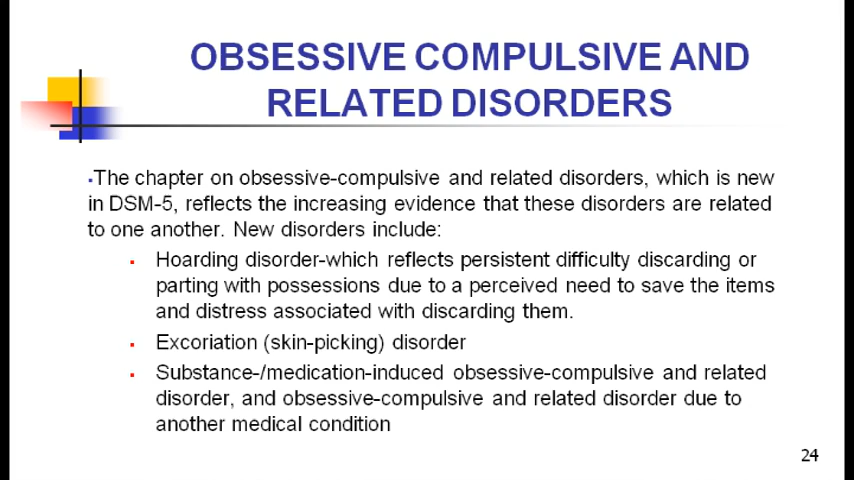 OBSESSIVE COMPULSIVE AND
RELATED DISORDERS
▪The chapter on obsessive-compulsive and related disorders, which is new
in DSM-5, reflects the increasing evidence that these disorders are related
to one another. New disorders include:
▪ Hoarding disorder-which reflects persistent difficulty discarding or
parting with possessions due to a perceived need to save the items
and distress associated with discarding them.
▪ Excoriation (skin-picking) disorder
▪ Substance-/medication-induced obsessive-compulsive and related
disorder, and obsessive-compulsive and related disorder due to
another medical condition
24